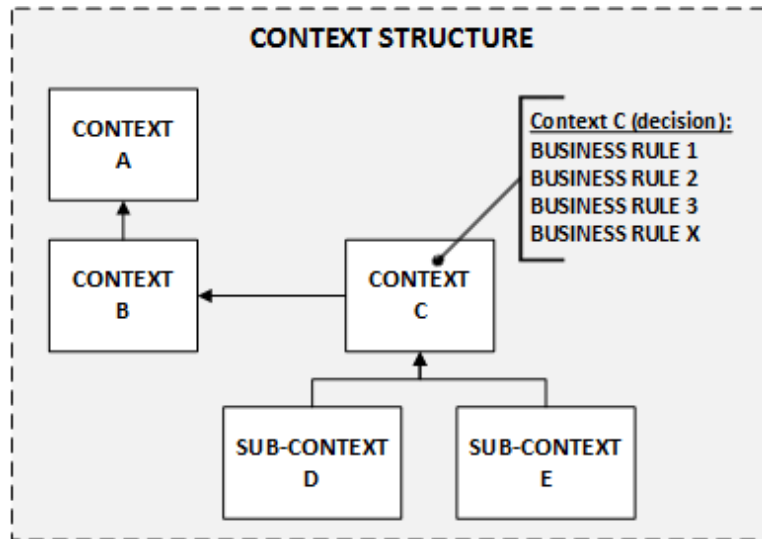 CONTEXT STRUCTURE
CONTEXT
A
Context C (decision):
BUSINESS RULE 1
BUSINESS RULE 2
BUSINESS RULE 3
BUSINESS RULE X
CONTEXT
B
CONTEXT
C
SUB-CONTEXT
D
SUB-CONTEXT
E